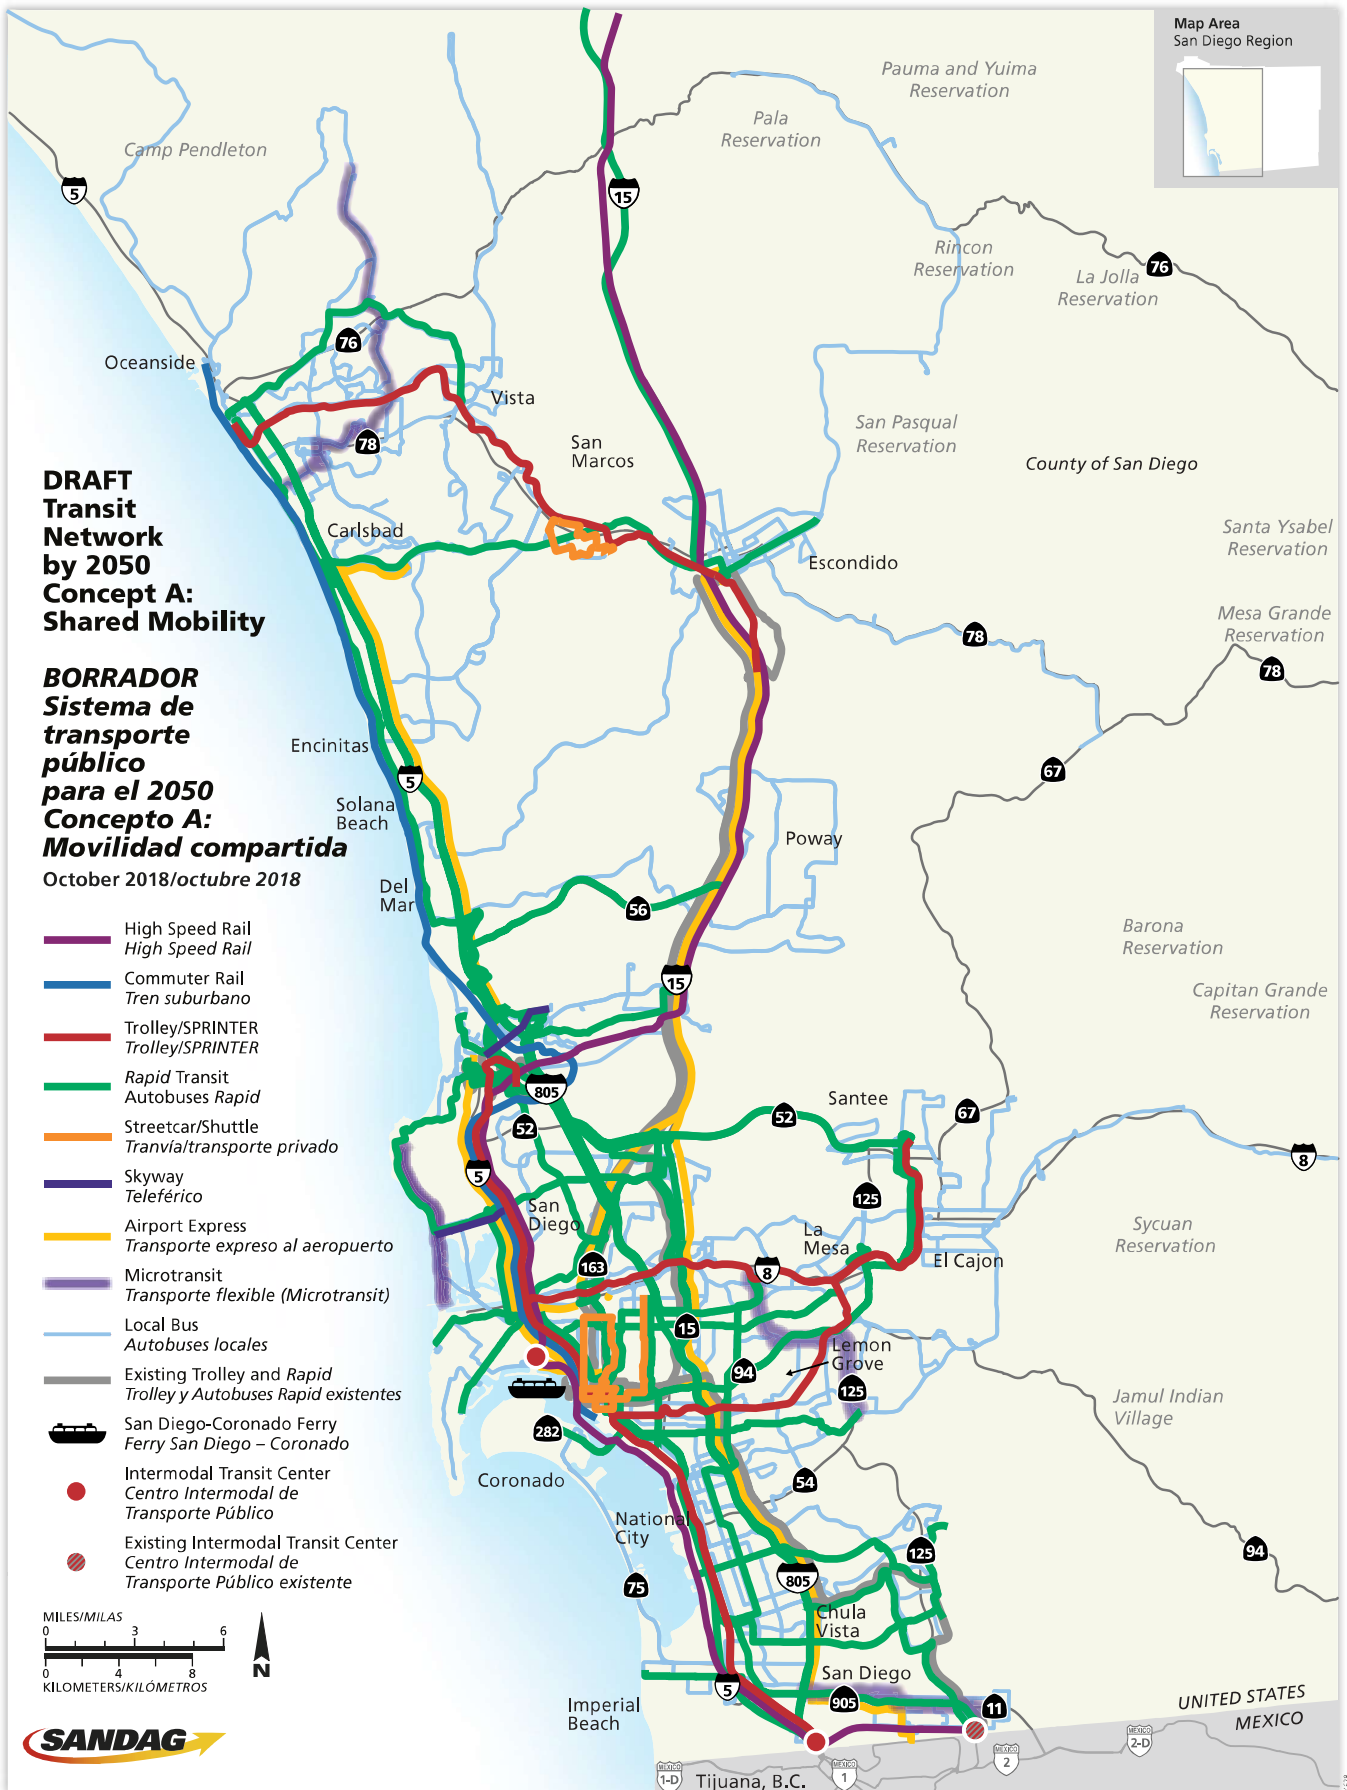 Map Area
San Diego Region
Pauma and Yuima
Reservation
Pala
Reservation
Camp Pendleton
5
15
Rincon
Reservation
La Jolla
Reservation
76
76
Oceanside
Vista
San
Marcos
78
San Pasqual
Reservation
County of San Diego
DRAFT
Transit
Network
by 2050
Concept A:
Shared Mobility
Carlsbad
Escondido
Santa Ysabel
Reservation
Mesa Grande
Reservation
78
78
BORRADOR
Sistema de
transporte
público
para el 2050
Concepto A:
Movilidad compartida
October 2018/octubre 2018
Encinitas
5
67
Solana
Beach
Poway
Del
Mar
56
Barona
Reservation
15
Capitan Grande
Reservation
High Speed Rail
High Speed Rail
Commuter Rail
Tren suburbano
Trolley/SPRINTER
Trolley/SPRINTER
Rapid Transit
Autobuses Rapid
Streetcar/Shuttle
Tranvía/transporte privado
Skyway
Teleférico
Airport Express
Transporte expreso al aeropuerto
Microtransit
Transporte flexible (Microtransit)
Local Bus
Autobuses locales
Existing Trolley and Rapid
Trolley y Autobuses Rapid existentes
San Diego-Coronado Ferry
Ferry San Diego – Coronado
Intermodal Transit Center
Centro Intermodal de
Transporte Público
Existing Intermodal Transit Center
Centro Intermodal de
Transporte Público existente
805
52
52
Santee
67
8
5
San
Diego
125
La
Mesa
Sycuan
Reservation
163
8
El Cajon
15
94
Lemon
Grove
125
Jamul Indian
Village
282
Coronado
54
National
City
125
94
75
805
Chula
Vista
San Diego
5
905
11
Imperial
Beach
UNITED STATES
MEXICO
MILES/MILAS
0 3 6
0 4 8
KILOMETERS/KILÓMETROS
N
SANDAG
MEXICO
1-D
Tijuana, B.C.
MEXICO
1
MEXICO
2
MEXICO
2-D